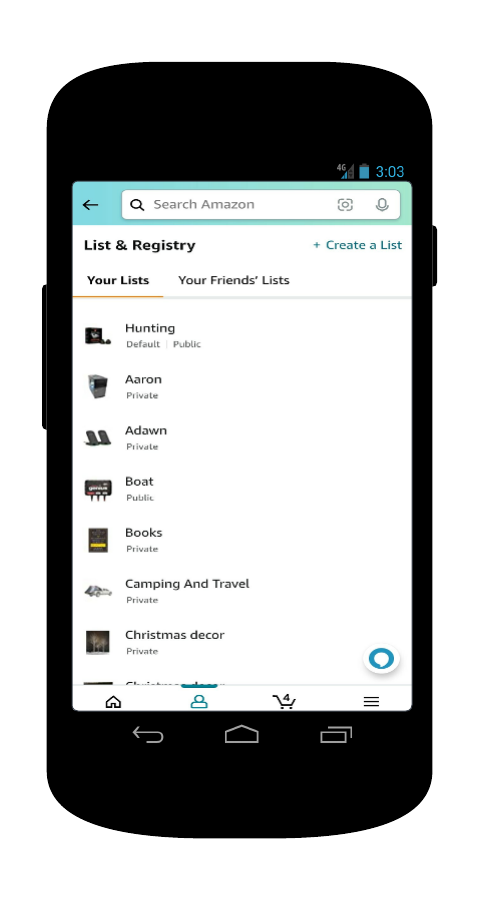 4G 3:03
Search Amazon
List & Registry + Create a List
Your Lists Your Friends' Lists
Hunting
Default | Public
Aaron
Private
Adawn
Private
Boat
Public
Books
Private
Camping And Travel
Private
Christmas decor
Private
4